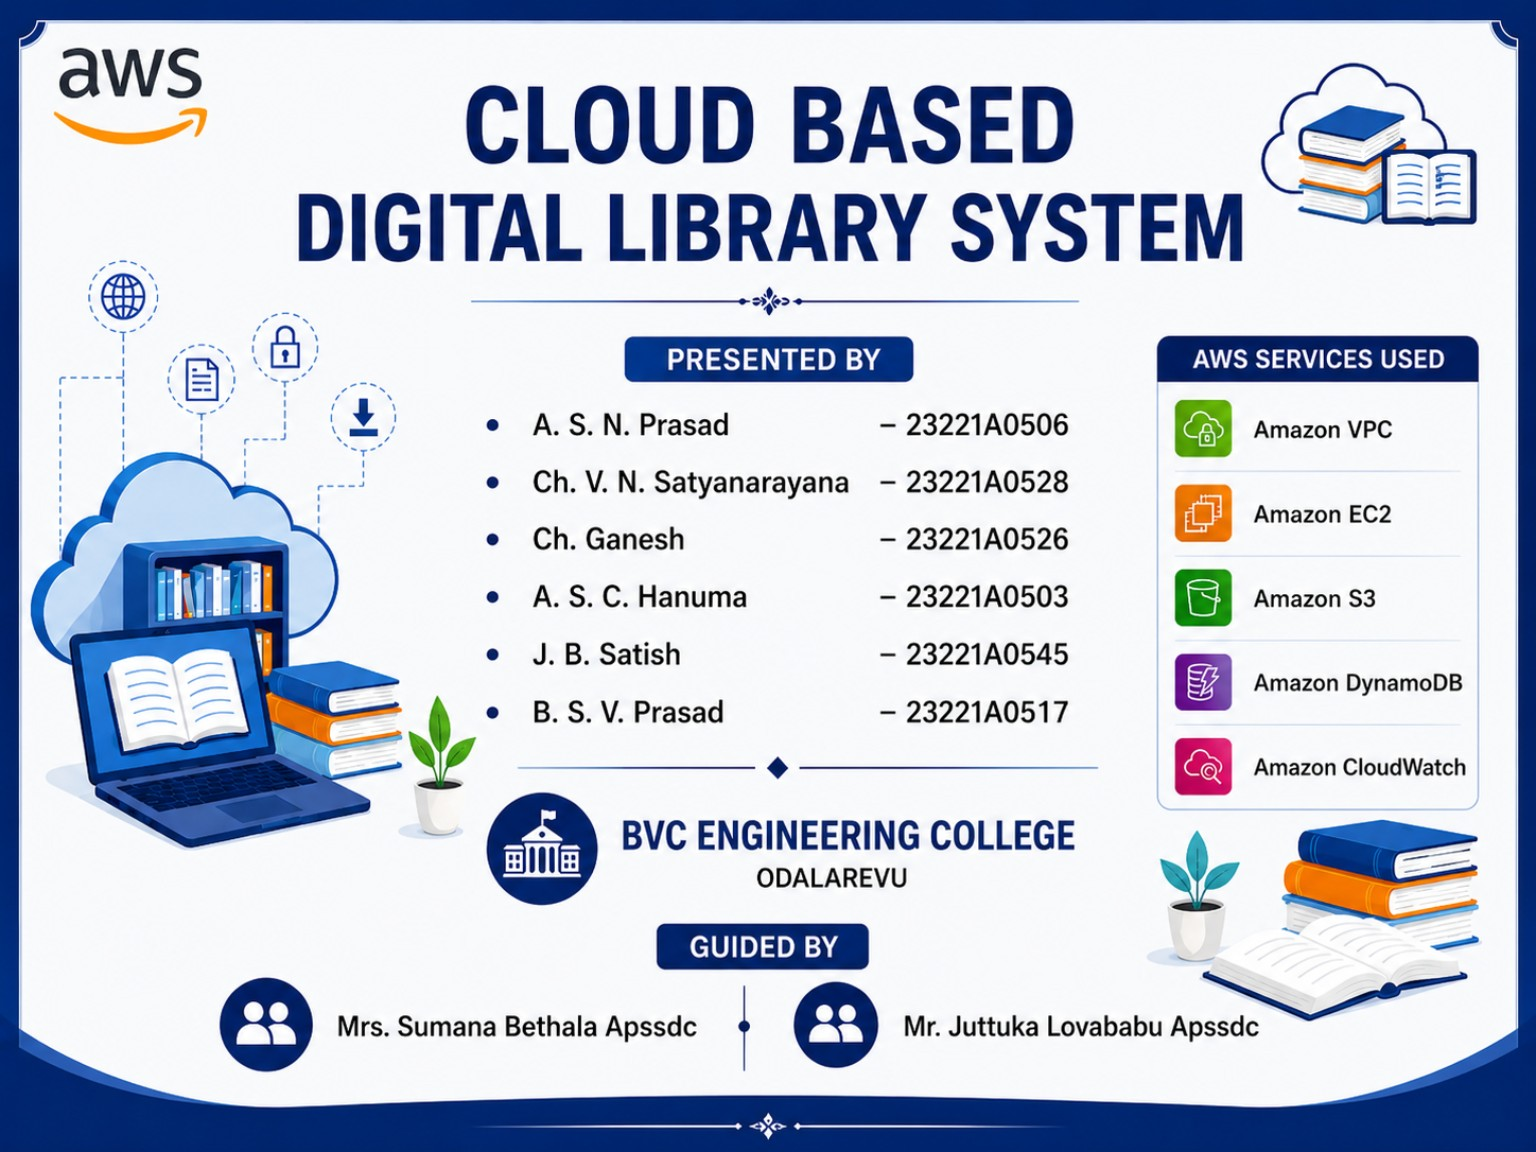 aws
CLOUD BASED
DIGITAL LIBRARY SYSTEM
PRESENTED BY
• A. S. N. Prasad – 23221A0506
• Ch. V. N. Satyanarayana – 23221A0528
• Ch. Ganesh – 23221A0526
• A. S. C. Hanuma – 23221A0503
• J. B. Satish – 23221A0545
• B. S. V. Prasad – 23221A0517
AWS SERVICES USED
Amazon VPC
Amazon EC2
Amazon S3
Amazon DynamoDB
Amazon CloudWatch
BVC ENGINEERING COLLEGE
ODALAREVU
GUIDED BY
Mrs. Sumana Bethala Apssdc
Mr. Juttuka Lovababu Apssdc